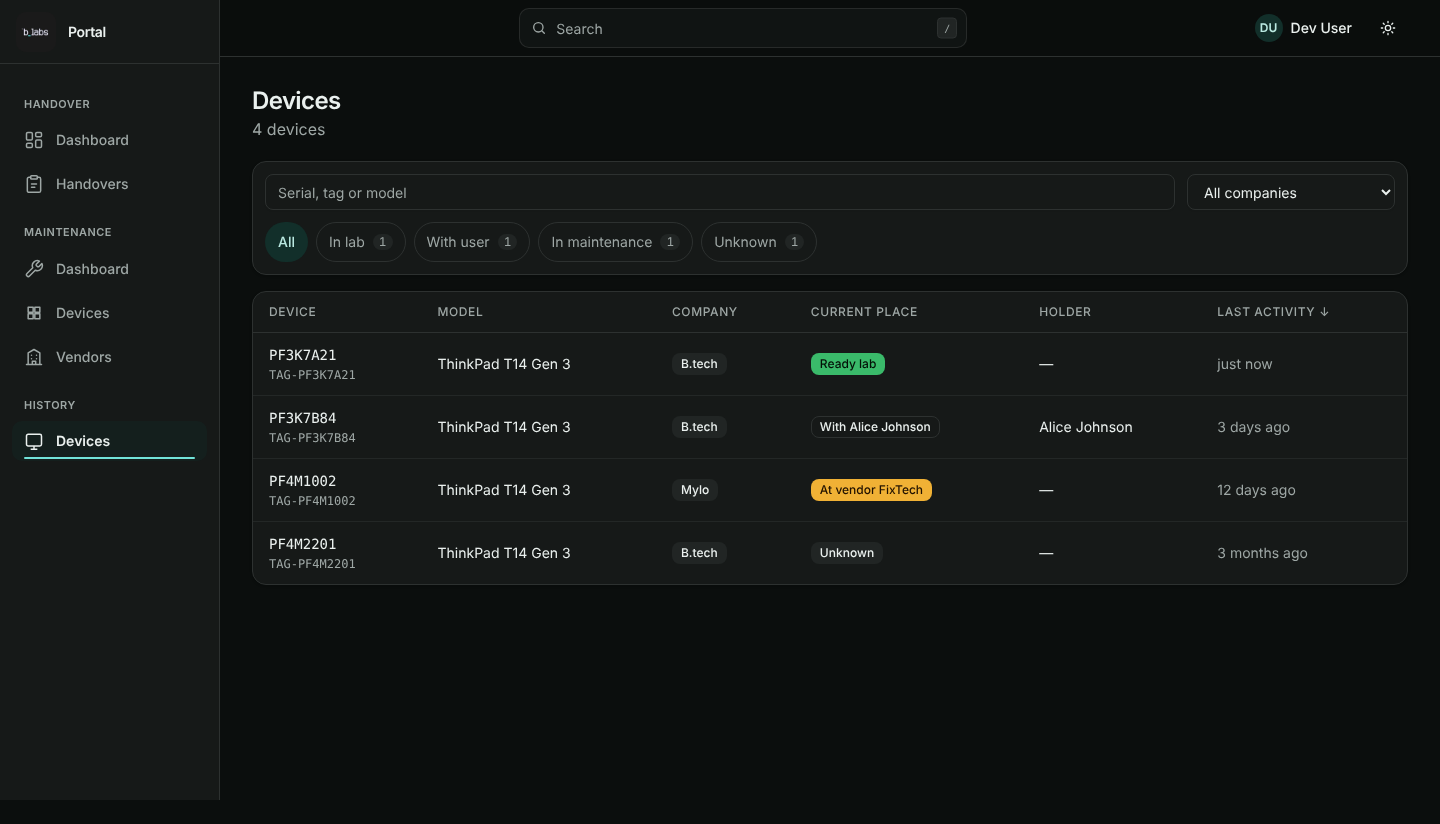 b_labs Portal
Search /
DU Dev User
HANDOVER
Dashboard
Handovers
MAINTENANCE
Dashboard
Devices
Vendors
HISTORY
Devices
Devices
4 devices
Serial, tag or model
All companies
All In lab 1 With user 1 In maintenance 1 Unknown 1
DEVICE MODEL COMPANY CURRENT PLACE HOLDER LAST ACTIVITY ↓
PF3K7A21 ThinkPad T14 Gen 3 B.tech Ready lab — just now
TAG-PF3K7A21
PF3K7B84 ThinkPad T14 Gen 3 B.tech With Alice Johnson Alice Johnson 3 days ago
TAG-PF3K7B84
PF4M1002 ThinkPad T14 Gen 3 Mylo At vendor FixTech — 12 days ago
TAG-PF4M1002
PF4M2201 ThinkPad T14 Gen 3 B.tech Unknown — 3 months ago
TAG-PF4M2201